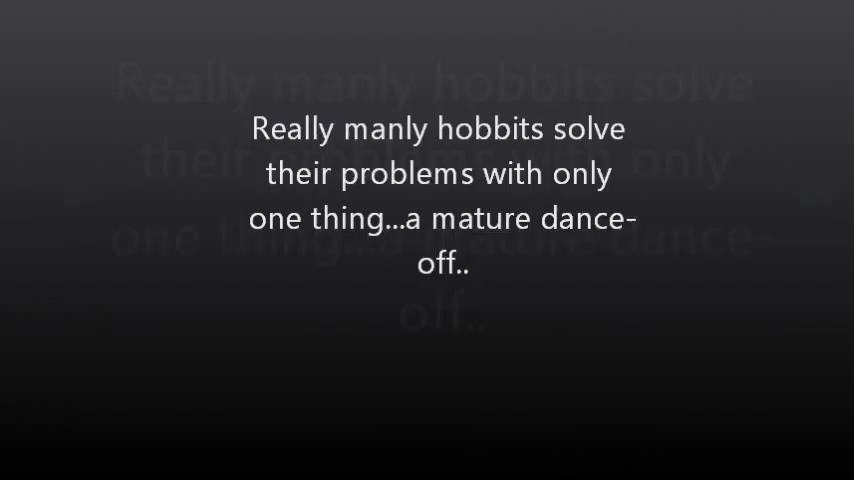 Really manly hobbits solve
their problems with only
one thing...a mature dance-
off..